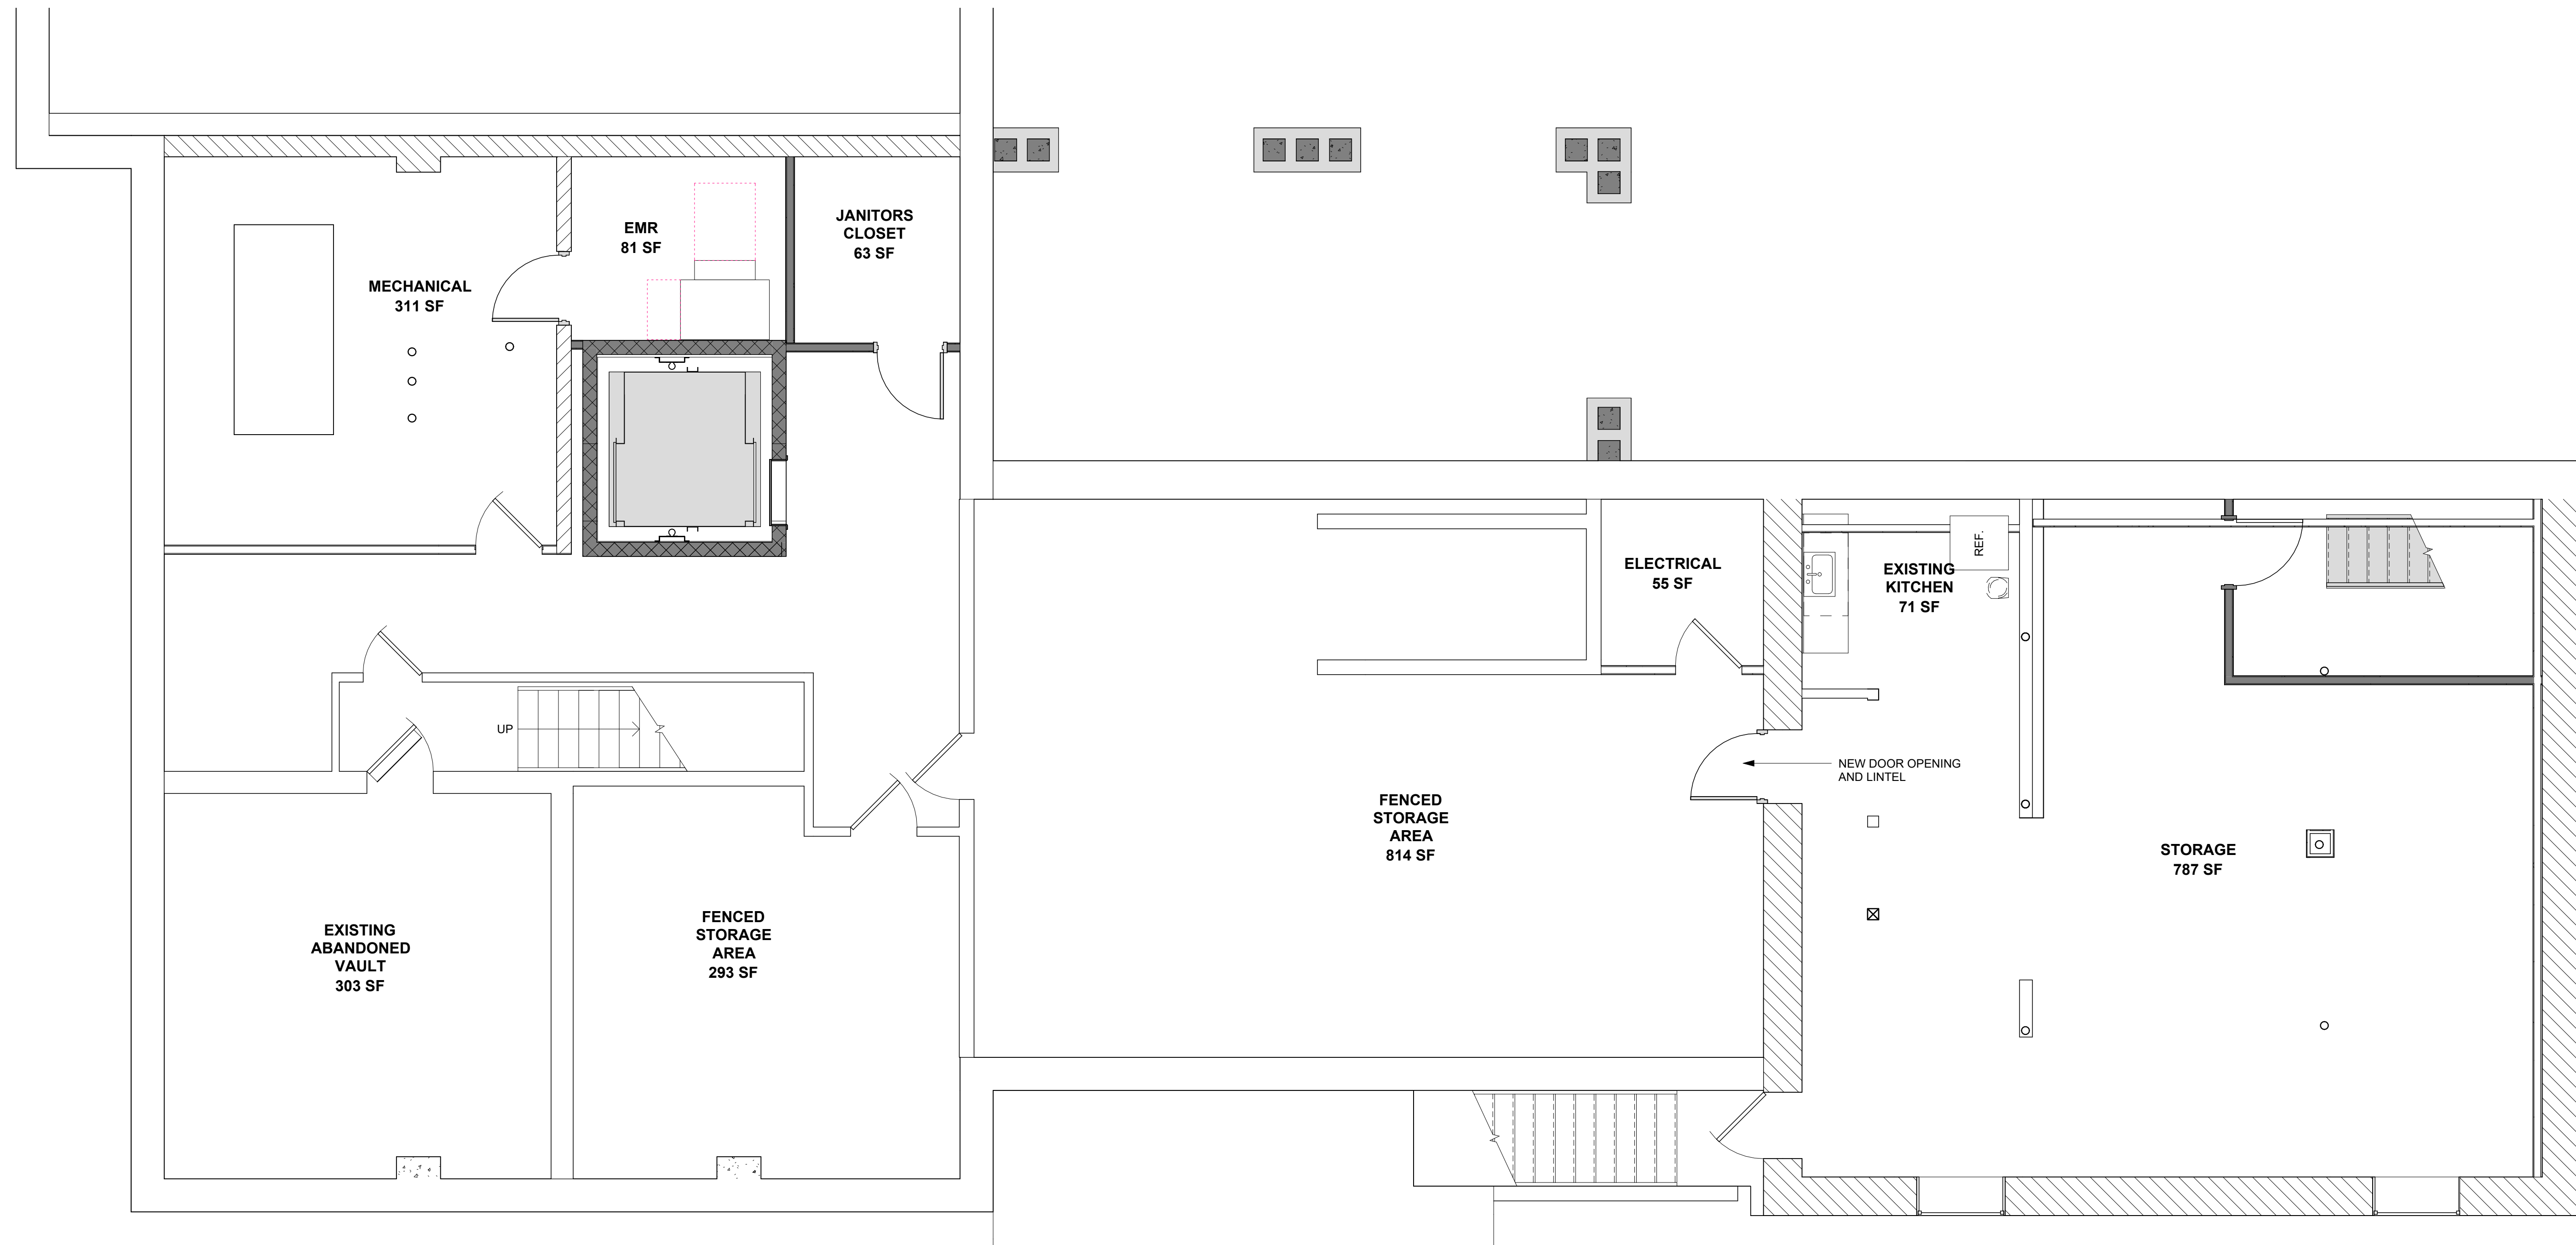 JANITORS
CLOSET
63 SF
EMR
81 SF
MECHANICAL
311 SF
REF.
ELECTRICAL
55 SF
EXISTING
KITCHEN
71 SF
UP
NEW DOOR OPENING
AND LINTEL
FENCED
STORAGE
AREA
814 SF
STORAGE
787 SF
EXISTING
ABANDONED
VAULT
303 SF
FENCED
STORAGE
AREA
293 SF